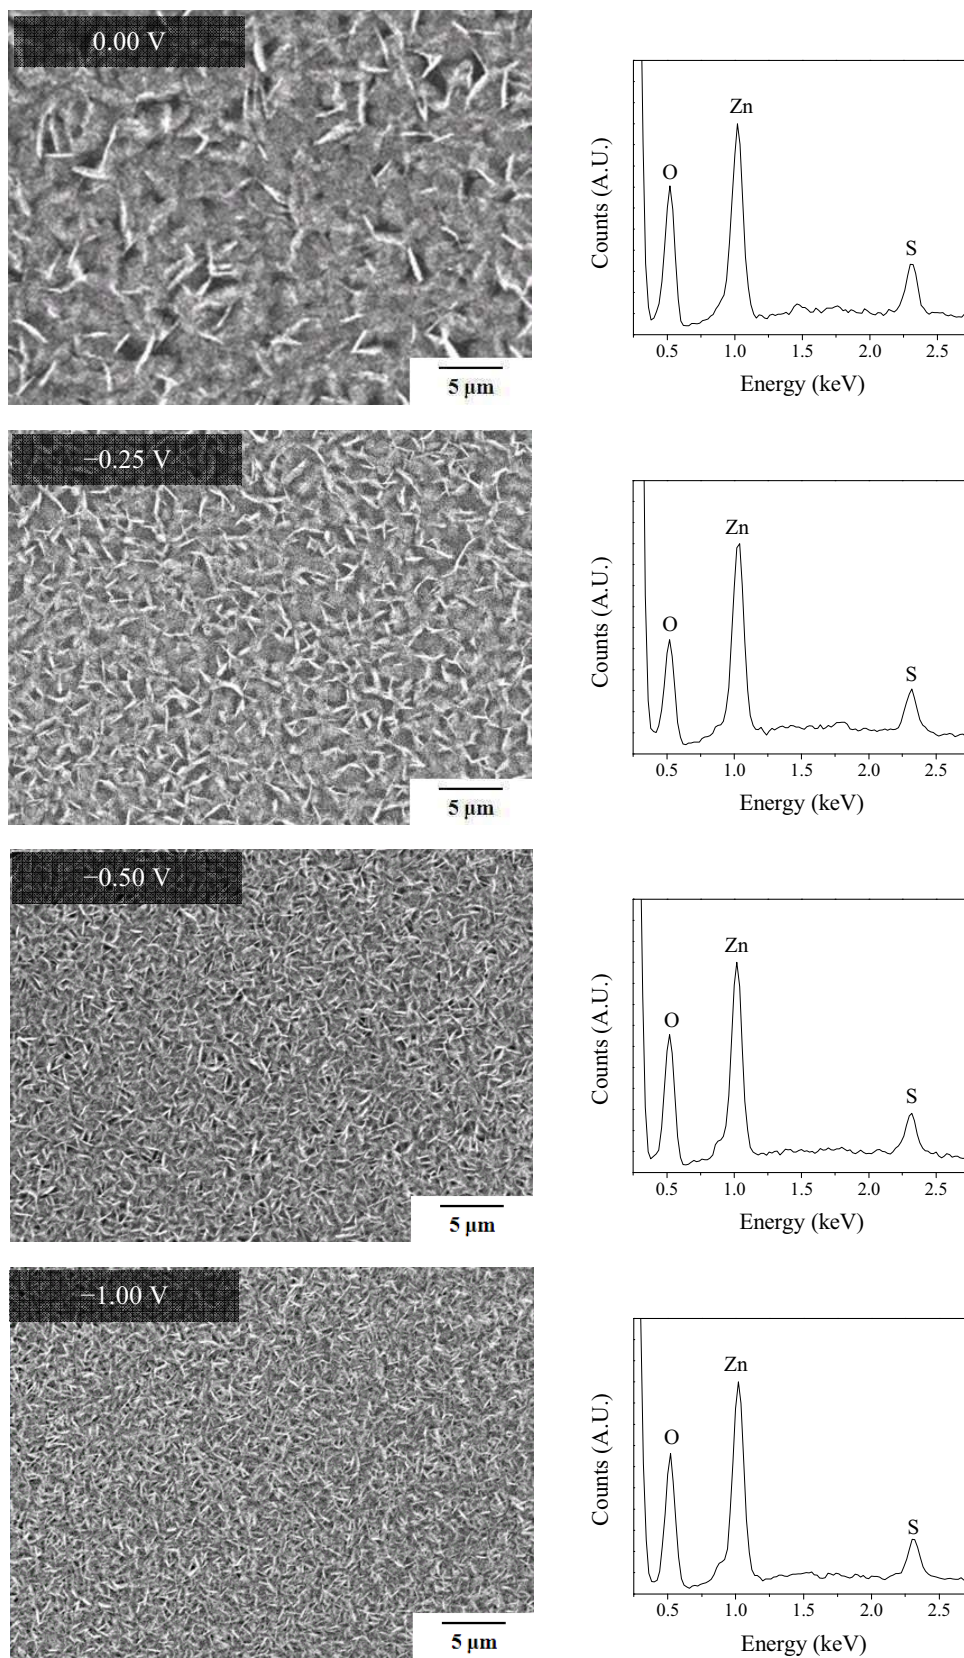 0.00 V
5 μm
Counts (A.U.)
O
Zn
S
0.5 1.0 1.5 2.0 2.5
Energy (keV)
−0.25 V
5 μm
Counts (A.U.)
O
Zn
S
0.5 1.0 1.5 2.0 2.5
Energy (keV)
−0.50 V
5 μm
Counts (A.U.)
O
Zn
S
0.5 1.0 1.5 2.0 2.5
Energy (keV)
−1.00 V
5 μm
Counts (A.U.)
O
Zn
S
0.5 1.0 1.5 2.0 2.5
Energy (keV)